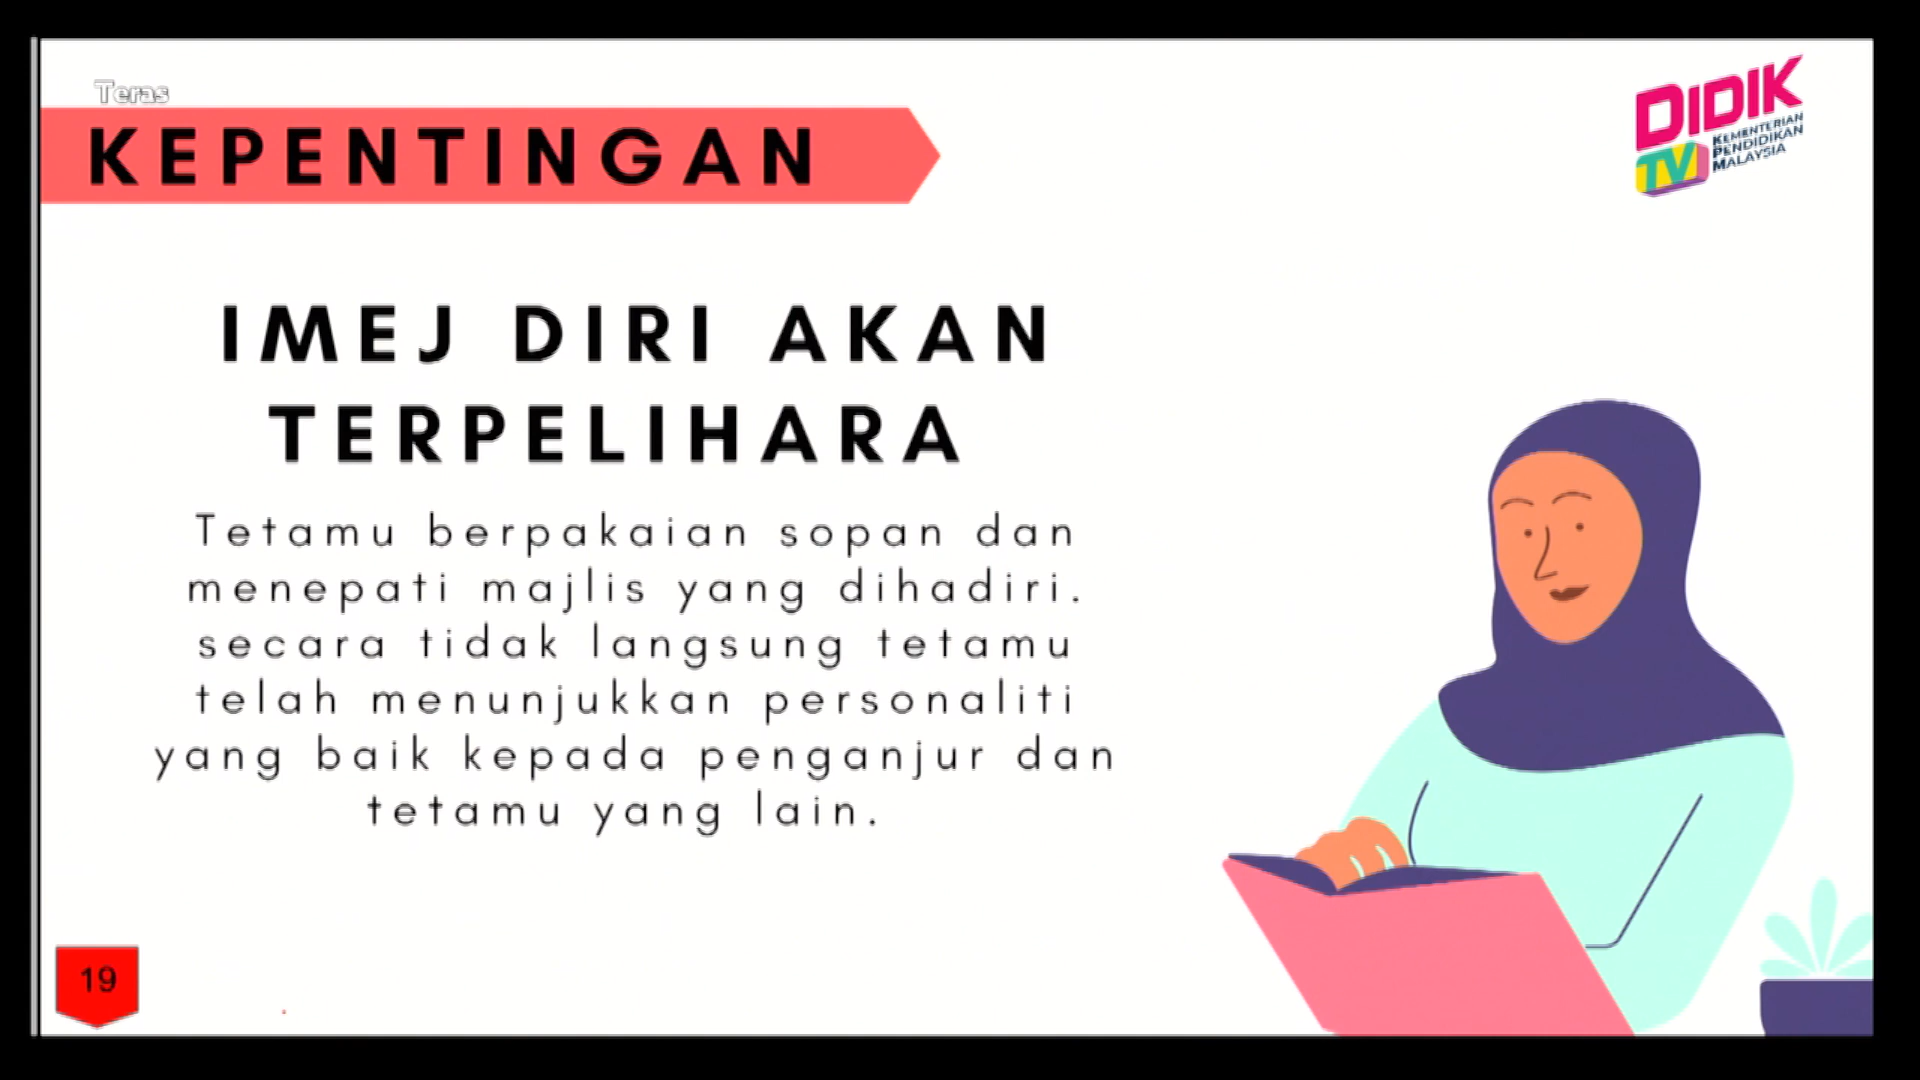 Teras
KEPENTINGAN
DIDIK
TV
KEMENTERIAN
PENDIDIKAN
MALAYSIA
IMEJ DIRI AKAN
TERPELIHARA
Tetamu berpakaian sopan dan
menepati majlis yang dihadiri.
secara tidak langsung tetamu
telah menunjukkan personaliti
yang baik kepada penganjur dan
tetamu yang lain.
19